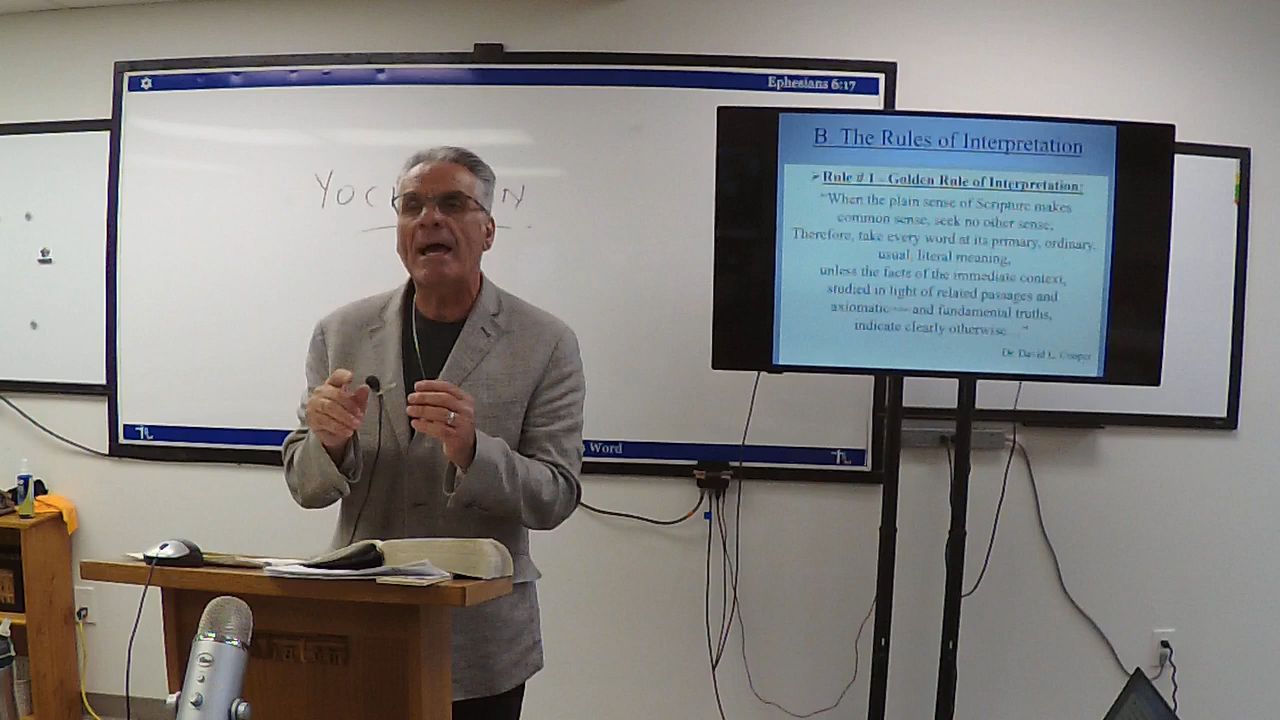 Ephesians 6:17
YOCH N
B. The Rules of Interpretation
Rule # 1 - Golden Rule of Interpretation:
"When the plain sense of Scripture makes
common sense, seek no other sense,
Therefore, take every word at its primary, ordinary,
usual, literal meaning,
unless the facts of the immediate context,
studied in light of related passages and
axiomatic and fundamental truths,
indicate clearly otherwise..."
Dr. David L. Cooper
Word